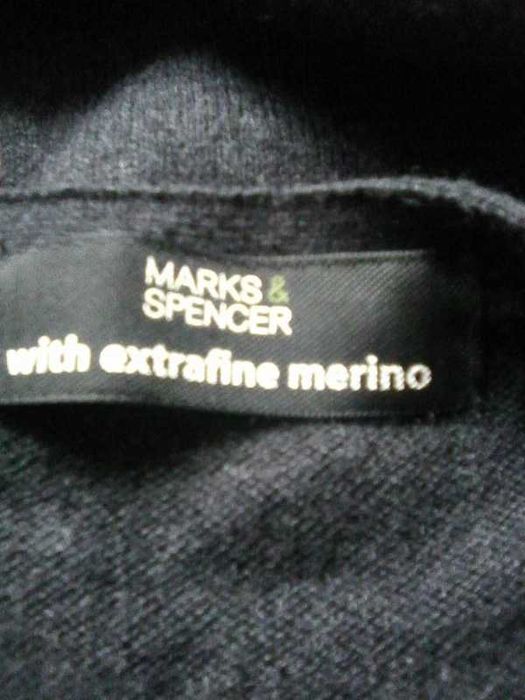 MARKS &
SPENCER
with extrafine merino